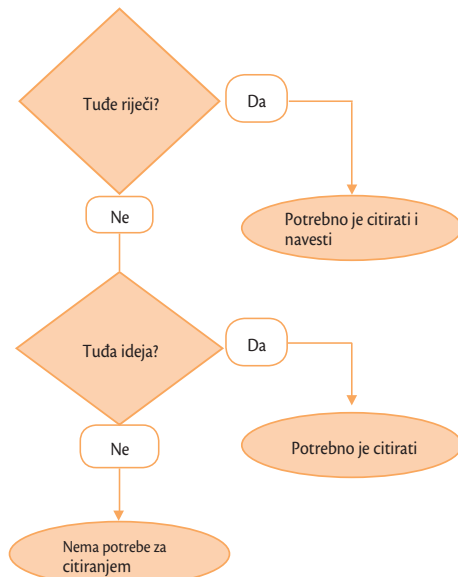 Tuđe riječi?
Da
Ne
Potrebno je citirati i
navesti
Tuđa ideja?
Da
Ne
Potrebno je citirati
Nema potrebe za
citiranjem